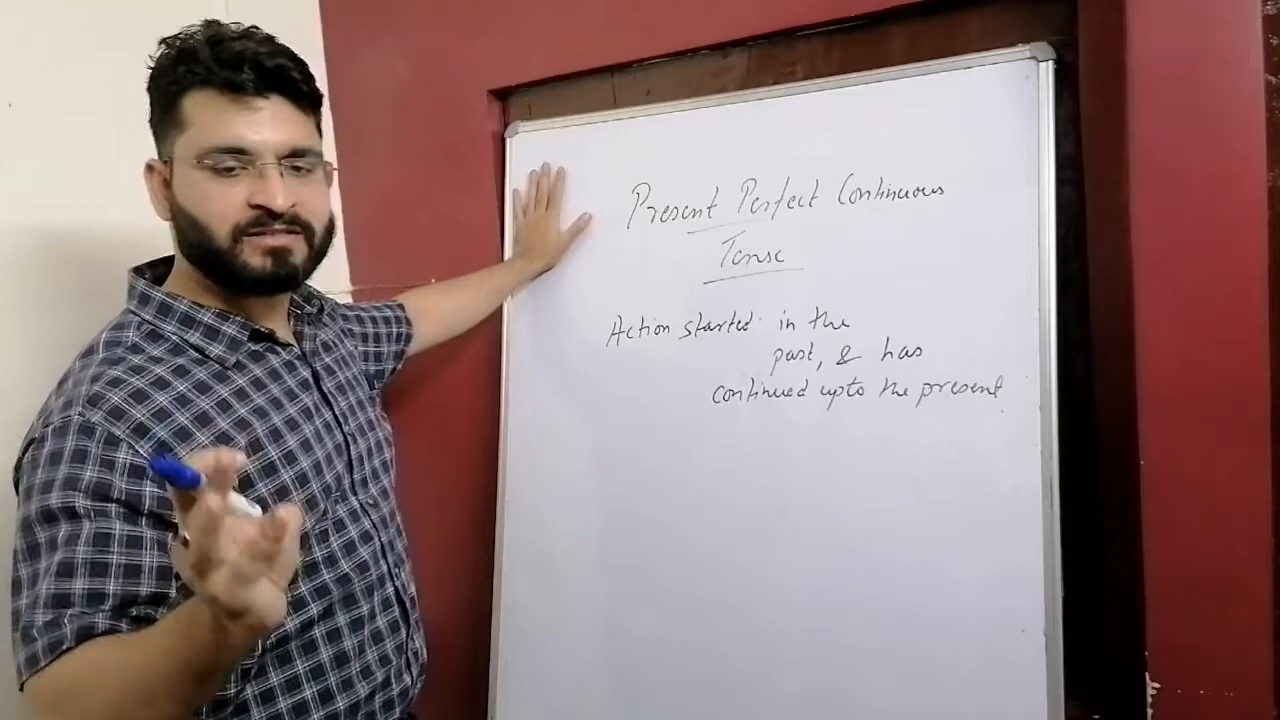 Present Perfect Continuous
Tense
Action started in the
past, & has
continued upto the present